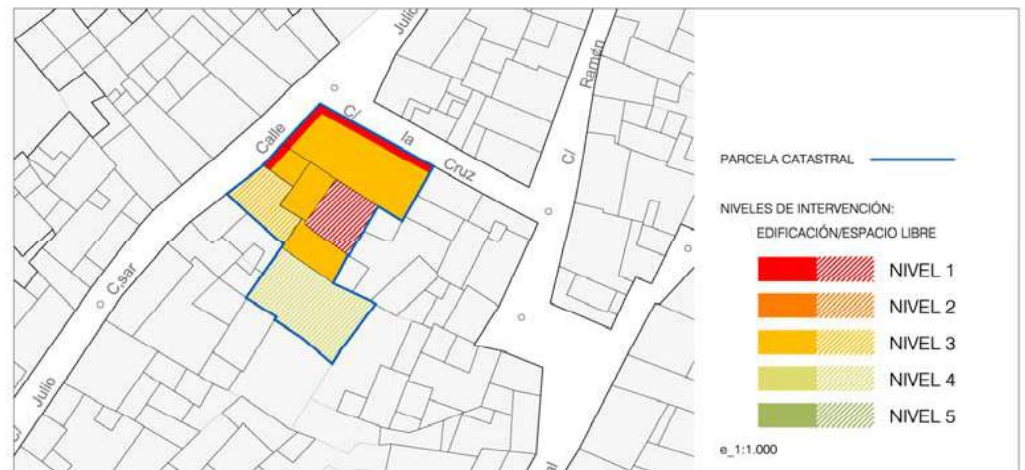 Julio
Calle
C/
la
Cruz
C/
Ramón
C,sar
Julio
C/
PARCELA CATASTRAL
NIVELES DE INTERVENCIÓN:
EDIFICACIÓN/ESPACIO LIBRE
NIVEL 1
NIVEL 2
NIVEL 3
NIVEL 4
NIVEL 5
e_1:1.000